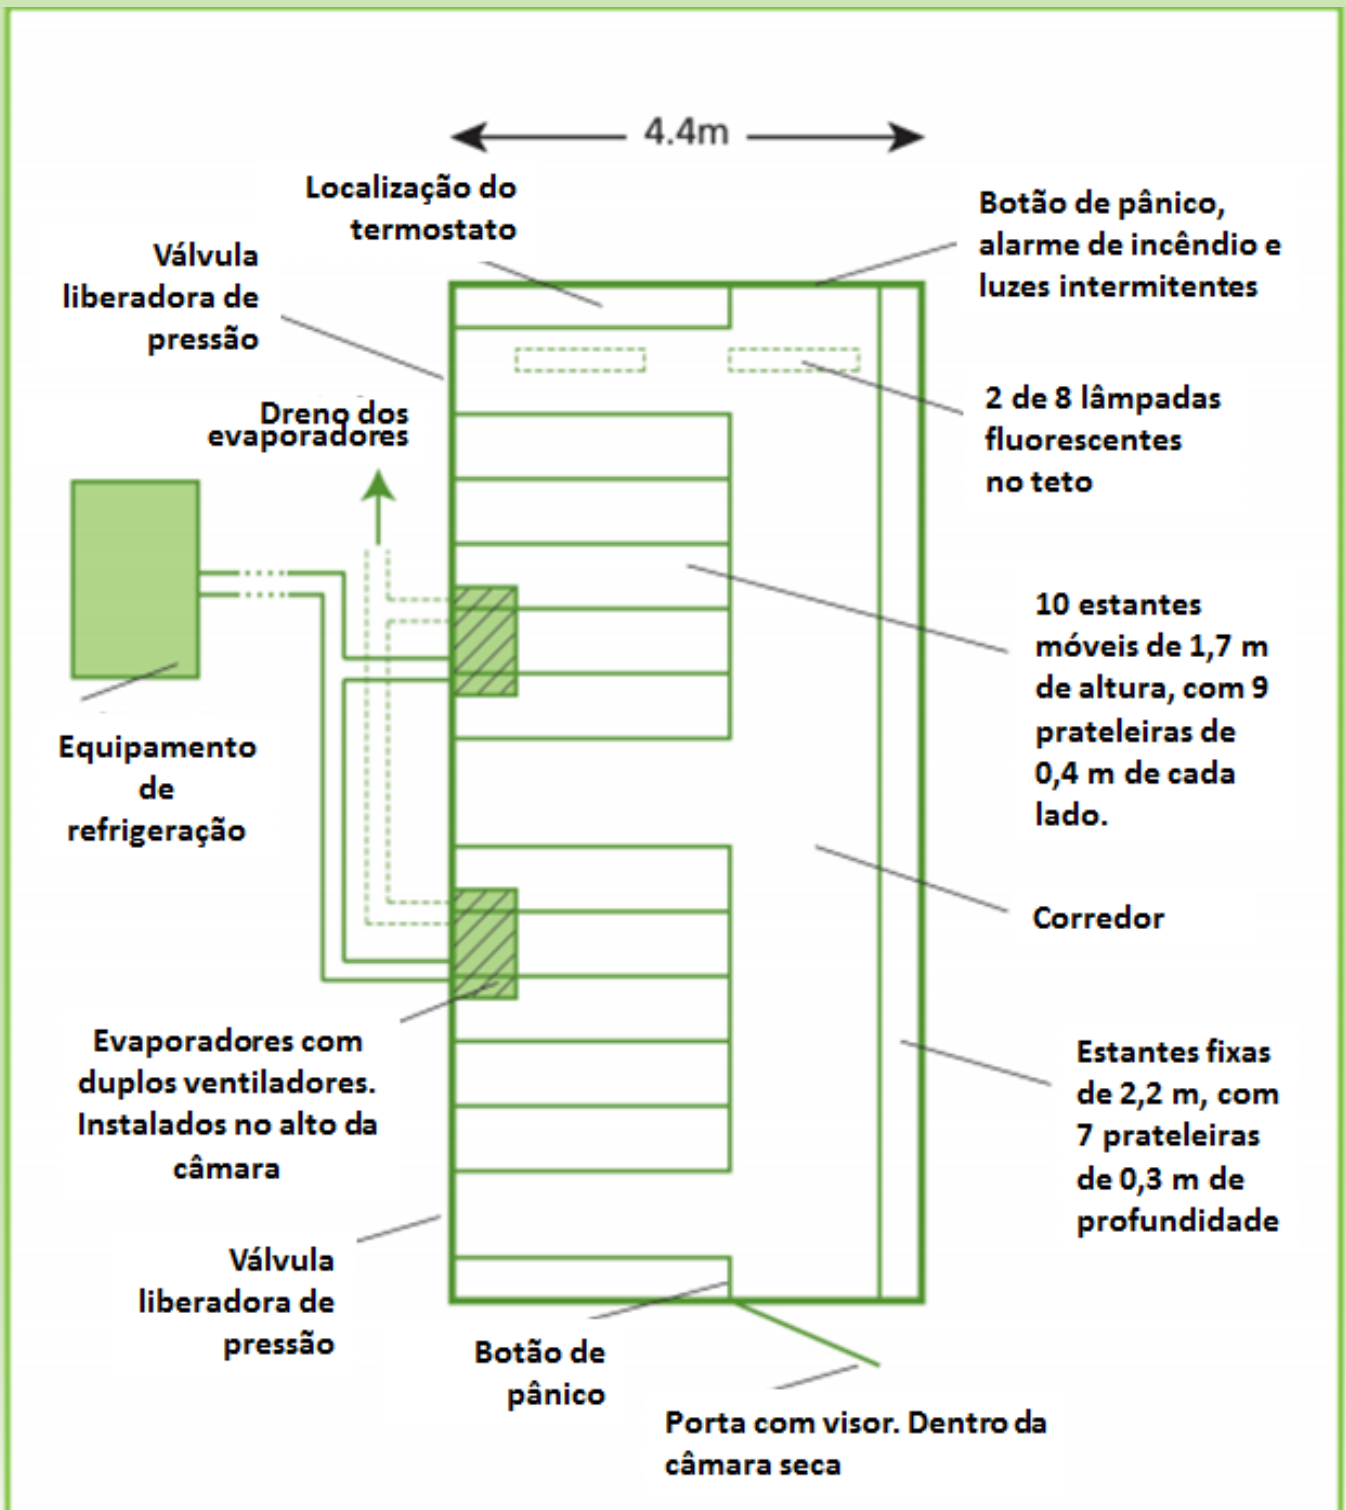 4.4m
Localização do
termostato
Botão de pânico,
alarme de incêndio e
luzes intermitentes
Válvula
liberadora de
pressão
2 de 8 lâmpadas
fluorescentes
no teto
Dreno dos
evaporadores
10 estantes
móveis de 1,7 m
de altura, com 9
prateleiras de
0,4 m de cada
lado.
Equipamento
de
refrigeração
Corredor
Evaporadores com
duplos ventiladores.
Instalados no alto da
câmara
Estantes fixas
de 2,2 m, com
7 prateleiras
de 0,3 m de
profundidade
Válvula
liberadora de
pressão
Botão de
pânico
Porta com visor. Dentro da
câmara seca